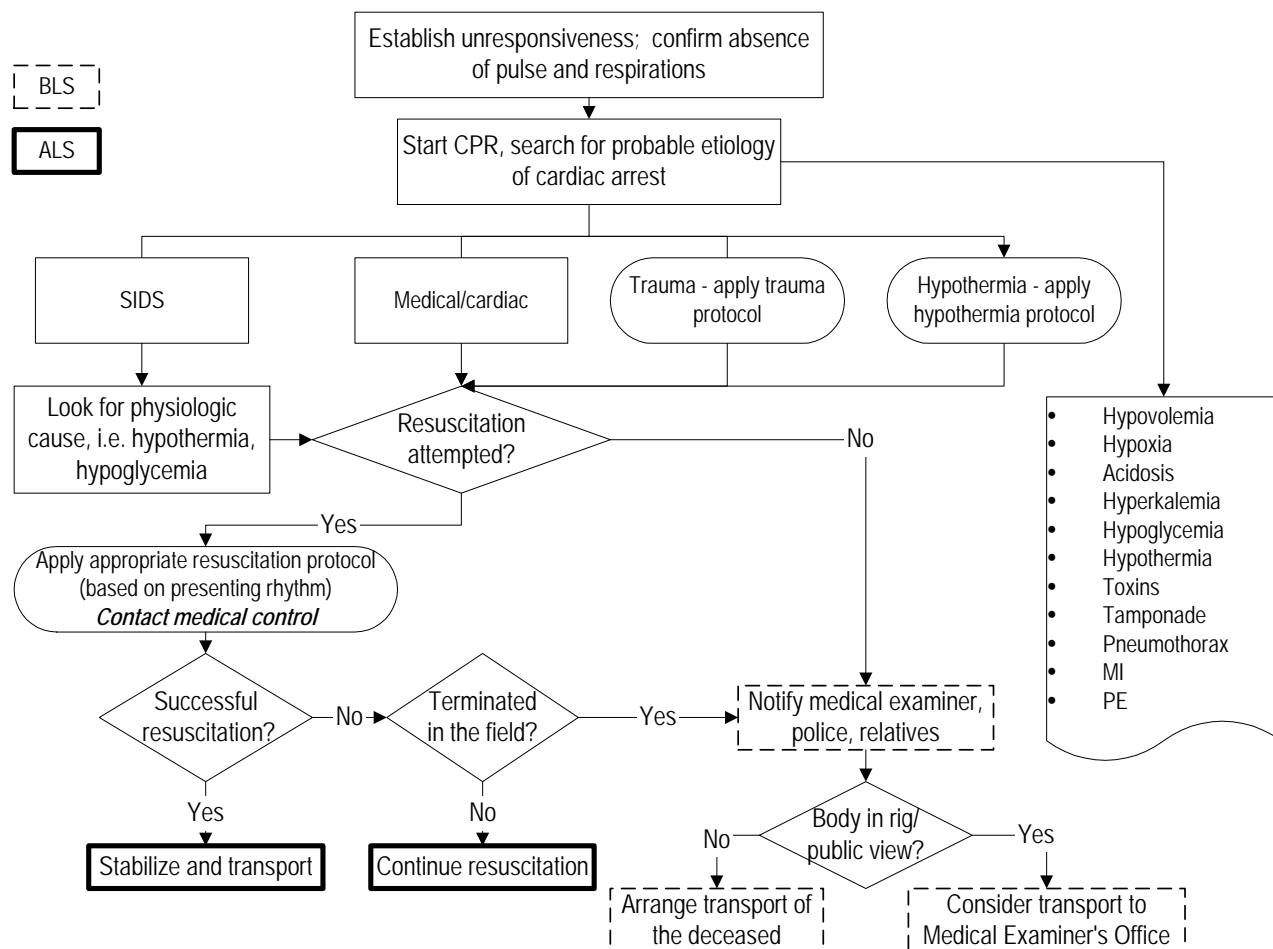 Establish unresponsiveness; confirm absence
of pulse and respirations
BLS
ALS
Start CPR, search for probable etiology
of cardiac arrest
SIDS
Medical/cardiac
Trauma - apply trauma
protocol
Hypothermia - apply
hypothermia protocol
Look for physiologic
cause, i.e. hypothermia,
hypoglycemia
Resuscitation
attempted?
No
Yes
• Hypovolemia
• Hypoxia
• Acidosis
• Hyperkalemia
• Hypoglycemia
• Hypothermia
• Toxins
• Tamponade
• Pneumothorax
• MI
• PE
Apply appropriate resuscitation protocol
(based on presenting rhythm)
Contact medical control
Successful
resuscitation?
No
Terminated
in the field?
Yes
Notify medical examiner,
police, relatives
Yes
No
Body in rig/
public view?
No
Yes
Stabilize and transport
Continue resuscitation
Arrange transport of
the deceased
Consider transport to
Medical Examiner's Office